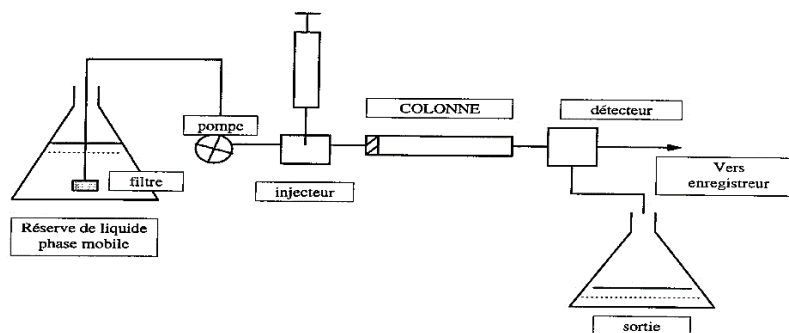 COLONNE
détecteur
pompe
filtre
injecteur
Vers
enregistreur
Réserve de liquide
phase mobile
sortie